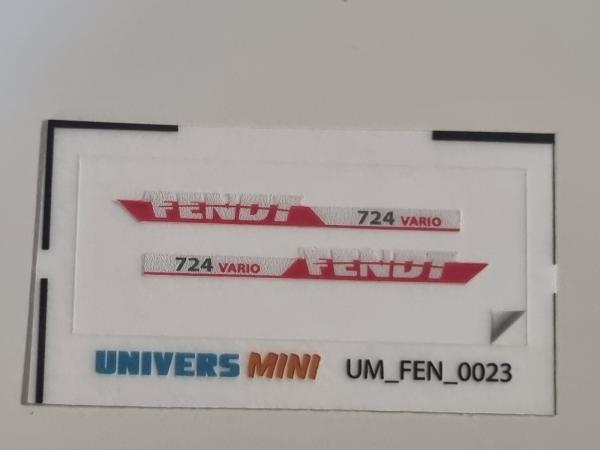 FENDT 724 VARIO
724 VARIO FENDT
UNIVERS MINI UM_FEN_0023